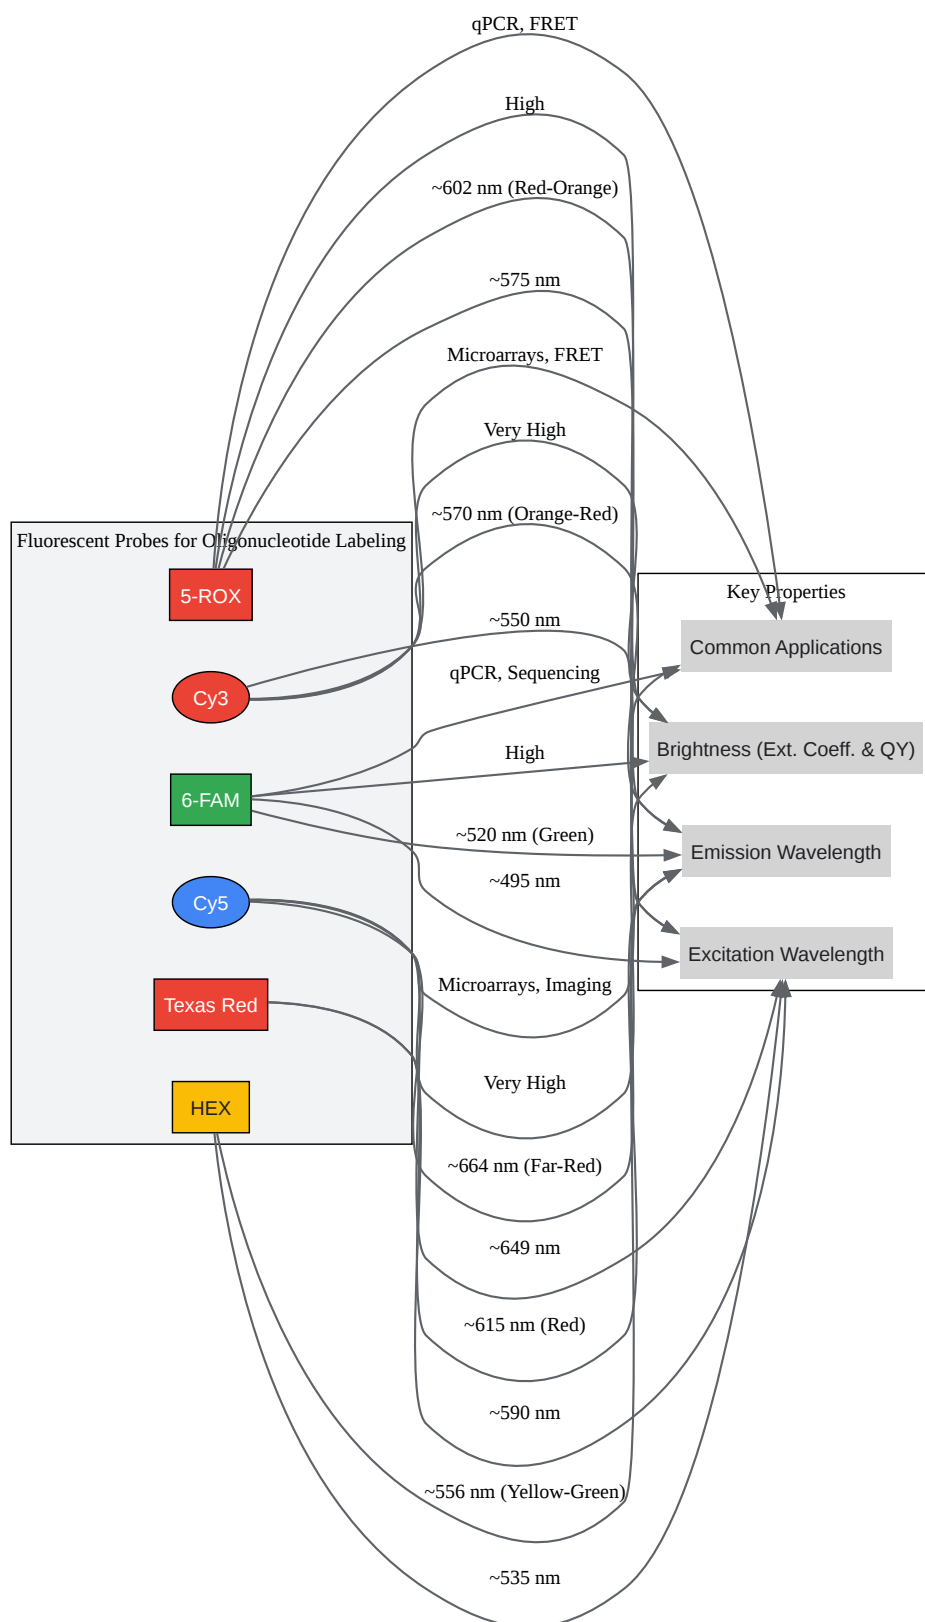 qPCR, FRET
High
~602 nm (Red-Orange)
~575 nm
Microarrays, FRET
Very High
~570 nm (Orange-Red)
Fluorescent Probes for Oligonucleotide Labeling
5-ROX
Key Properties
~550 nm
Common Applications
qPCR, Sequencing
Cy3
High
Brightness (Ext. Coeff. & QY)
6-FAM
~520 nm (Green)
Emission Wavelength
~495 nm
Cy5
Excitation Wavelength
Microarrays, Imaging
Texas Red
Very High
HEX
~664 nm (Far-Red)
~649 nm
~615 nm (Red)
~590 nm
~556 nm (Yellow-Green)
~535 nm